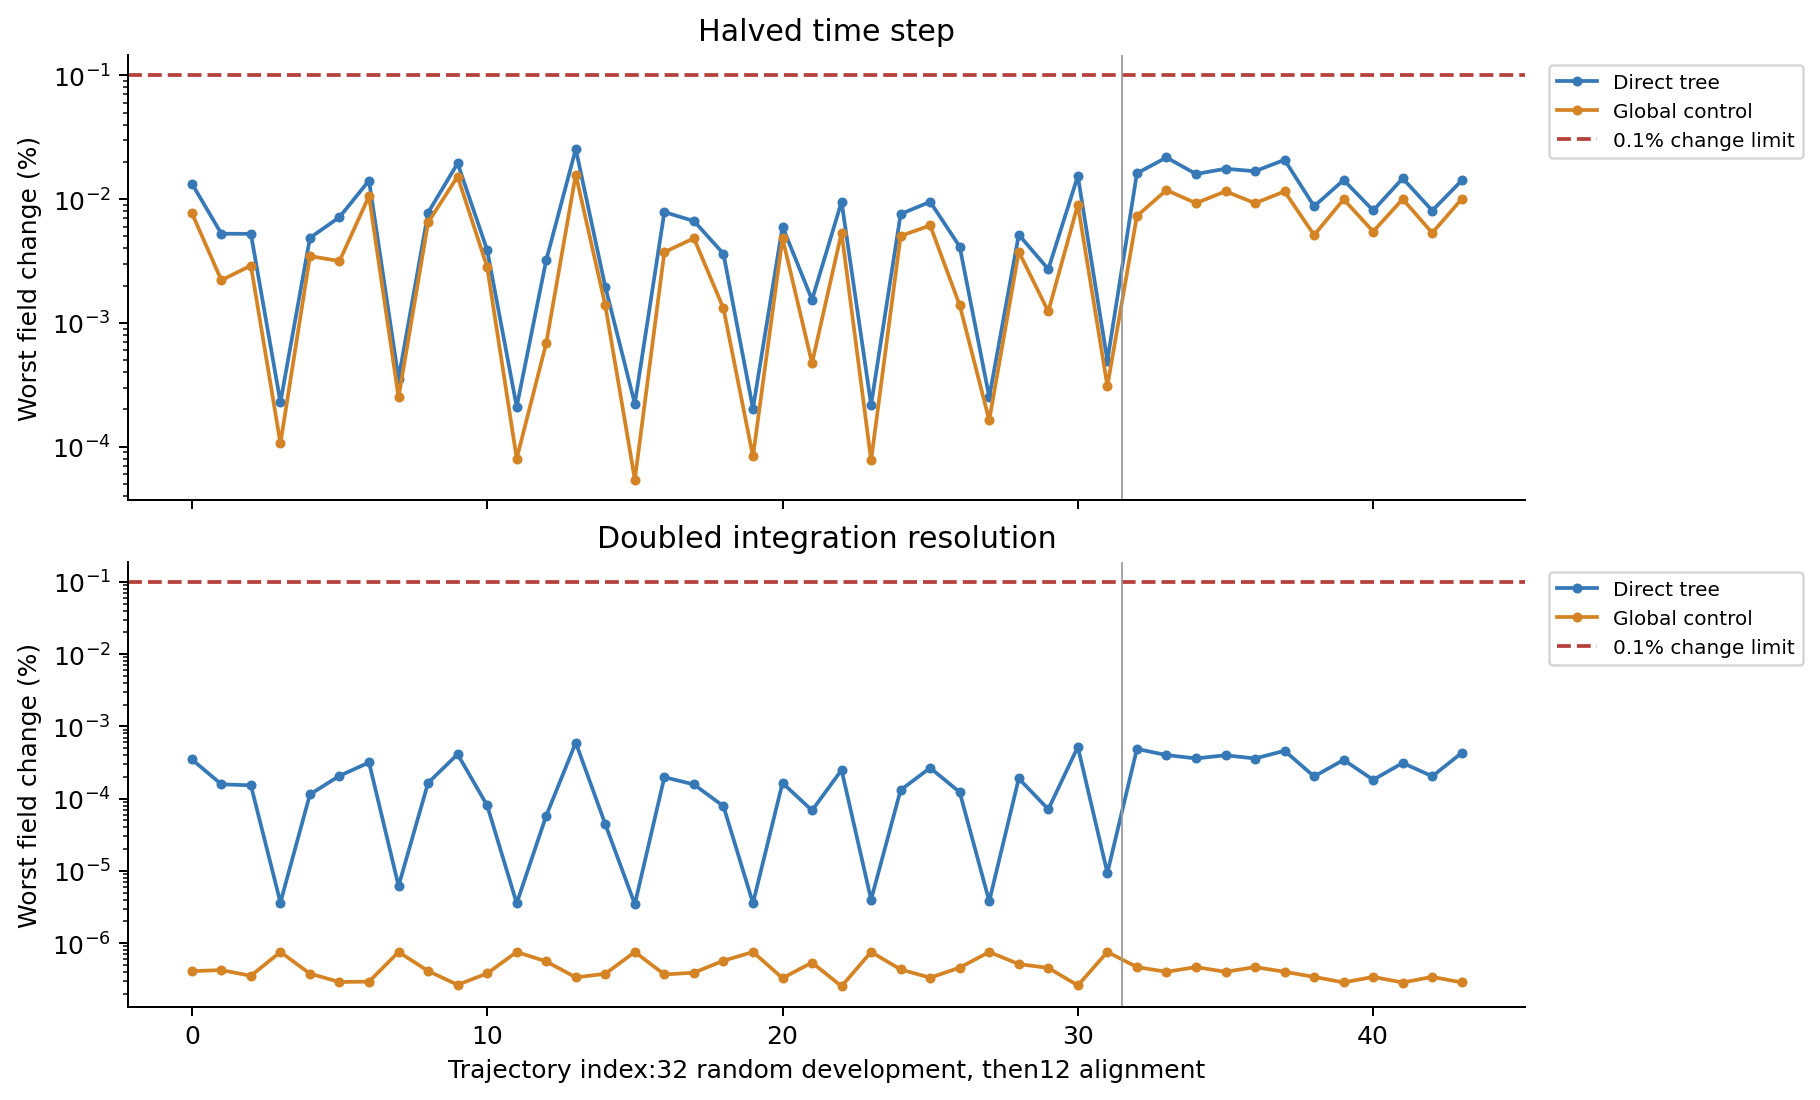 Halved time step
Worst field change (%)
10⁻¹
10⁻²
10⁻³
10⁻⁴
Direct tree
Global control
0.1% change limit
Doubled integration resolution
Worst field change (%)
10⁻¹
10⁻²
10⁻³
10⁻⁴
10⁻⁵
10⁻⁶
Direct tree
Global control
0.1% change limit
0 10 20 30 40
Trajectory index:32 random development, then12 alignment